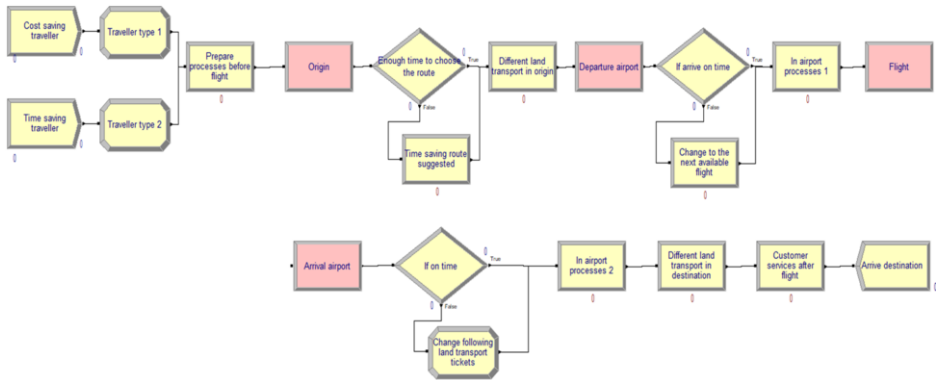 Cost saving
traveller
0
0
Traveller type 1
Time saving
traveller
0
0
Traveller type 2
Prepare
processes before
flight
0
Origin
Enough time to choose
the route
0
True
0
False
Time saving route
suggested
0
Different land
transport in origin
0
Departure airport
If arrive on time
0
True
0
False
Change to the
next available
flight
0
In airport
processes 1
0
Flight
Arrival airport
If on time
0
True
0
False
Change following
land transport
tickets
In airport
processes 2
0
Different land
transport in
destination
0
Customer
services after
flight
0
Arrive destination
0